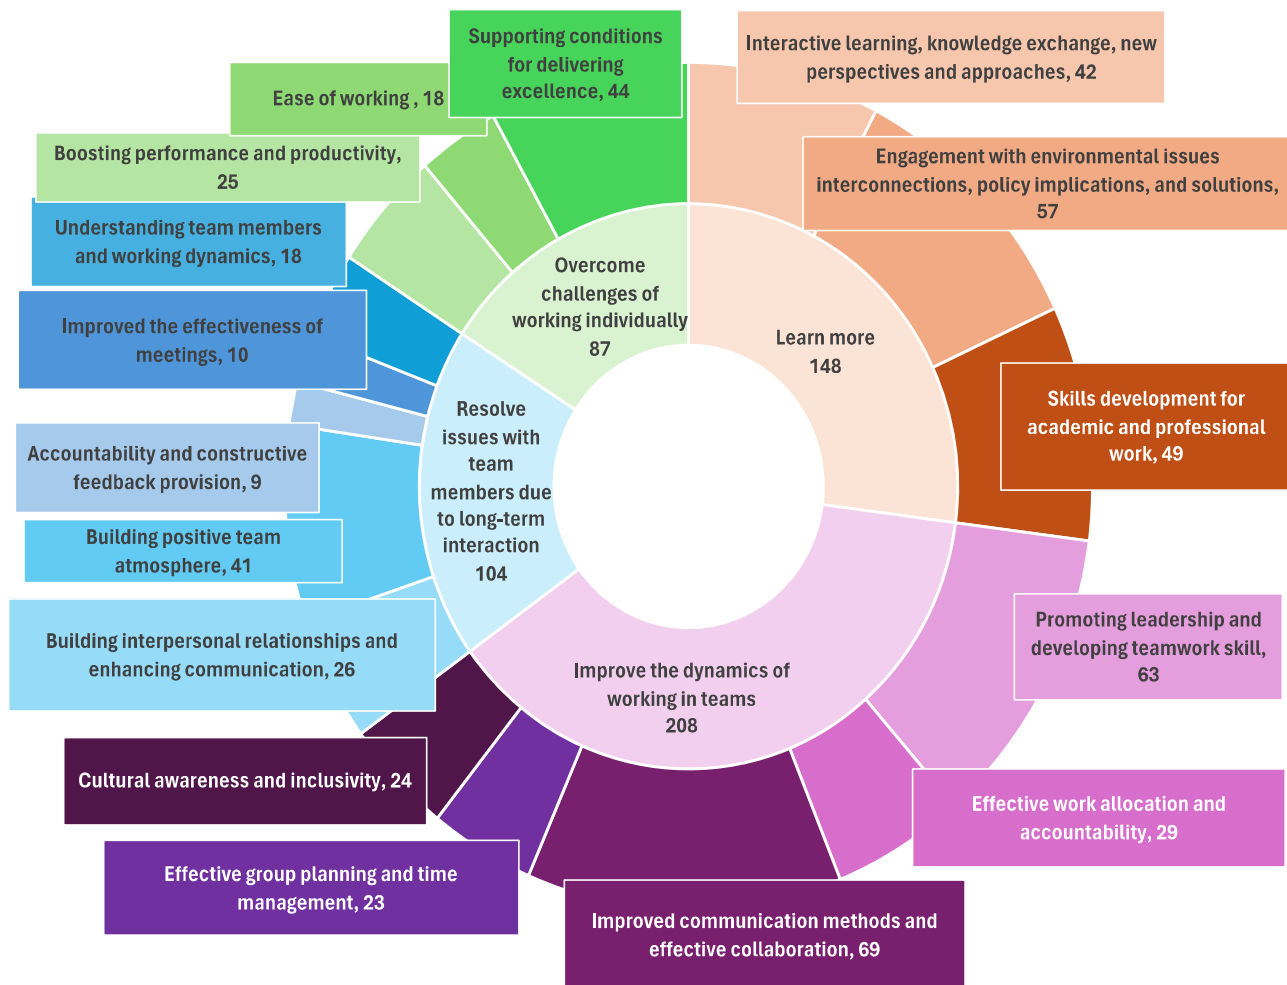 Supporting conditions
for delivering
excellence, 44
Interactive learning, knowledge exchange, new
perspectives and approaches, 42
Ease of working , 18
Boosting performance and productivity,
25
Engagement with environmental issues
interconnections, policy implications, and solutions,
57
Understanding team members
and working dynamics, 18
Improved the effectiveness of
meetings, 10
Overcome
challenges of
working individually
87
Learn more
148
Skills development for
academic and professional
work, 49
Resolve
issues with
team
members due
to long-term
interaction
104
Accountability and constructive
feedback provision, 9
Building positive team
atmosphere, 41
Building interpersonal relationships and
enhancing communication, 26
Promoting leadership and
developing teamwork skill,
63
Improve the dynamics of
working in teams
208
Cultural awareness and inclusivity, 24
Effective work allocation and
accountability, 29
Effective group planning and time
management, 23
Improved communication methods and
effective collaboration, 69